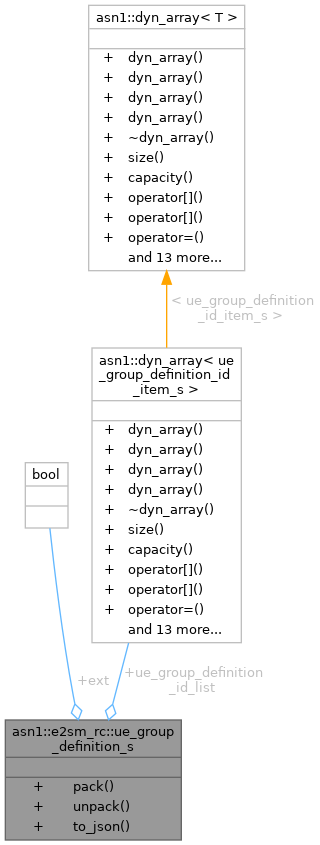 asn1::dyn_array< T >
+ dyn_array()
+ dyn_array()
+ dyn_array()
+ dyn_array()
+ ~dyn_array()
+ size()
+ capacity()
+ operator[]()
+ operator[]()
+ operator=()
and 13 more...
< ue_group_definition
_id_item_s >
asn1::dyn_array< ue
_group_definition_id
_item_s >
+ dyn_array()
+ dyn_array()
+ dyn_array()
+ dyn_array()
+ ~dyn_array()
+ size()
+ capacity()
+ operator[]()
+ operator[]()
+ operator=()
and 13 more...
bool
+ext
+ue_group_definition
_id_list
asn1::e2sm_rc::ue_group
_definition_s
+ pack()
+ unpack()
+ to_json()